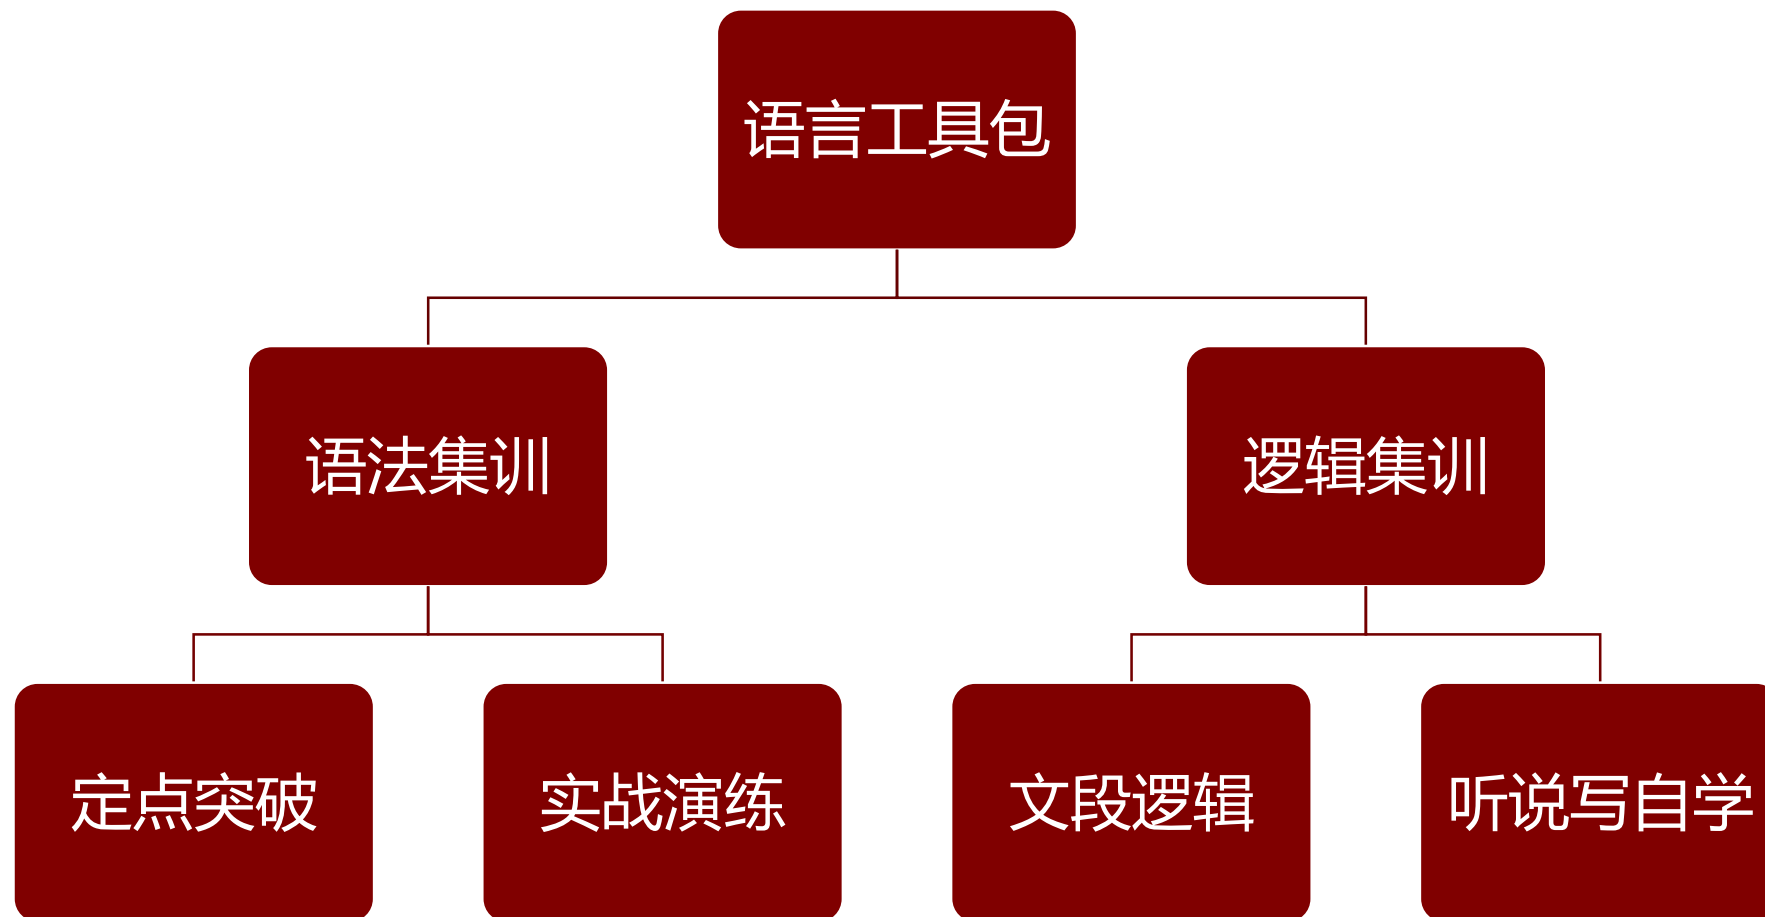 语言工具包
语法集训
逻辑集训
定点突破
实战演练
文段逻辑
听说写自学